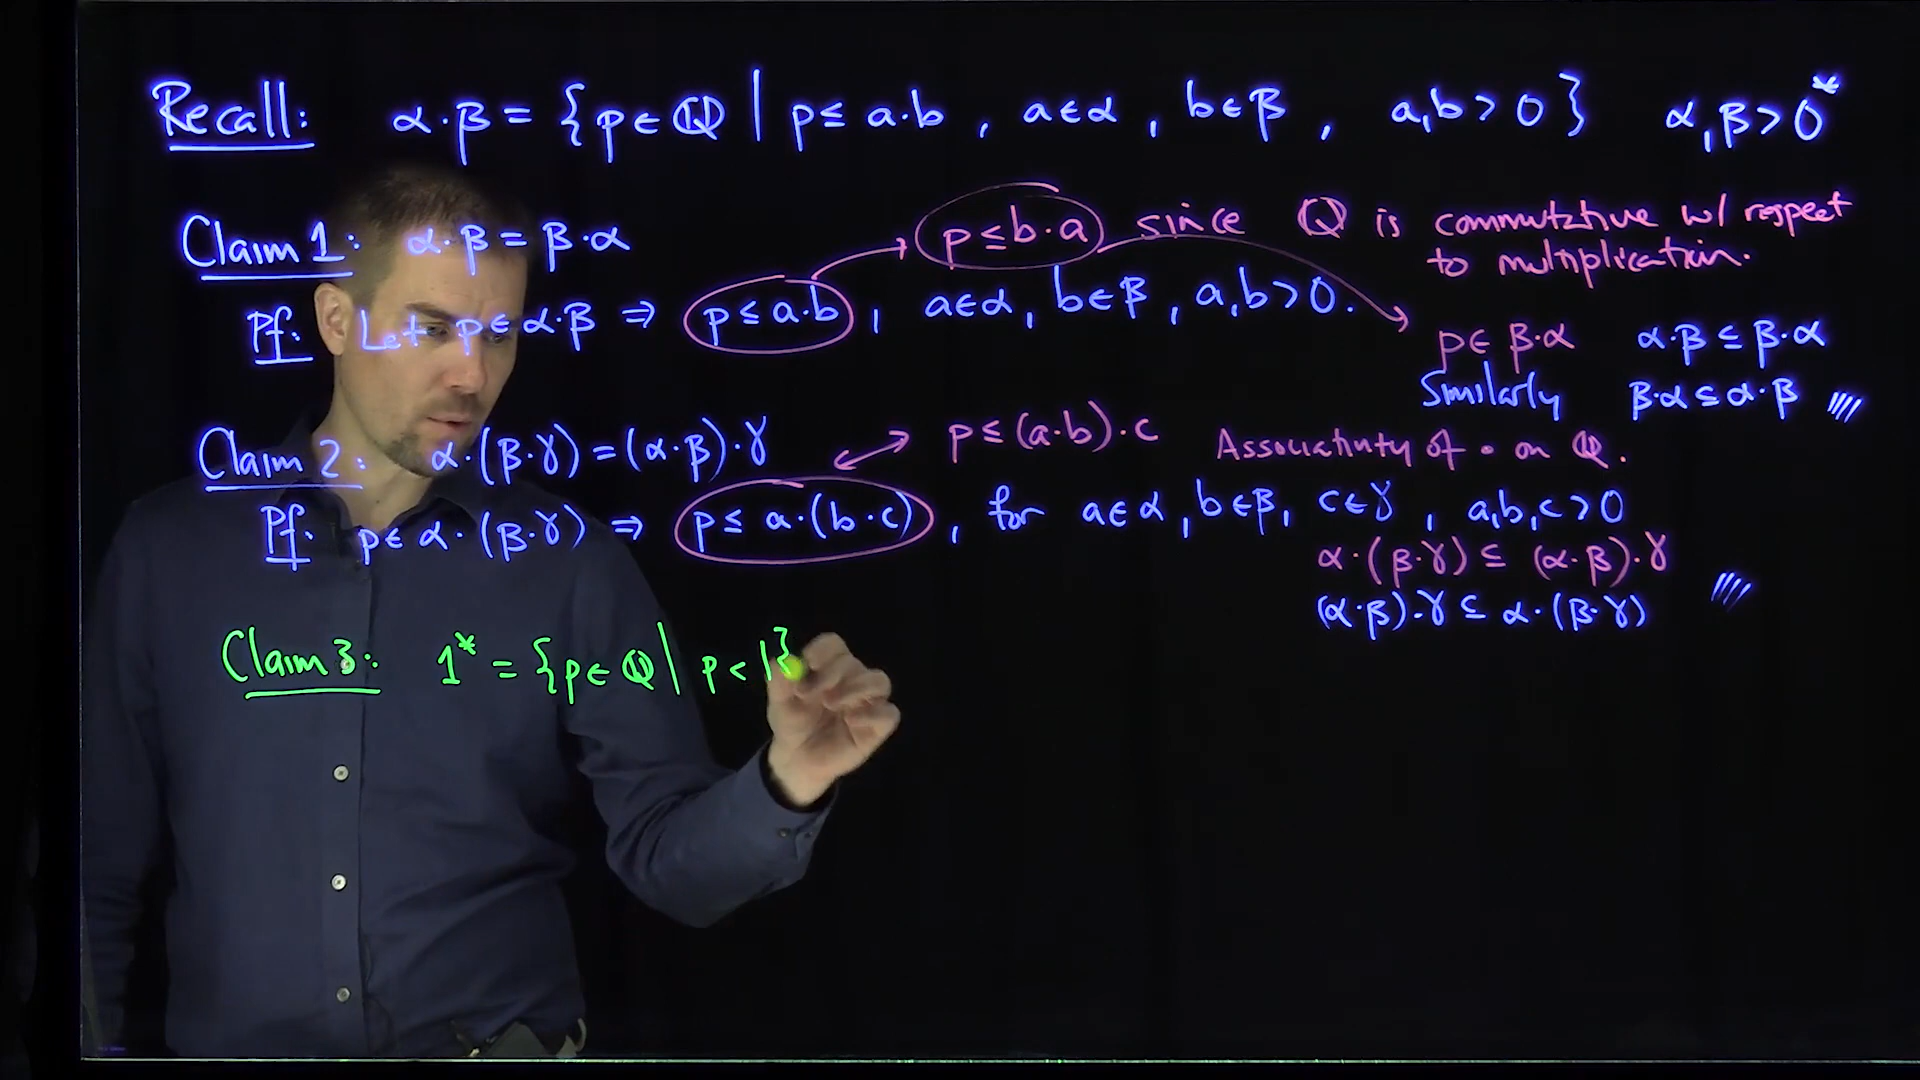 Recall: α·β = {p∈ℚ | p≤ a·b , a∈α , b∈β , a,b > 0} α,β > 0*
Claim 1: α·β = β·α
p≤b·a since ℚ is commutative w/ respect
to multiplication.
Pf: Let p∈ α·β ⇒ p≤ a·b , a∈α, b∈β , a,b > 0.
p∈ β·α α·β ⊆ β·α
Similarly β·α ⊆ α·β ////
Claim 2: α·(β·γ) = (α·β)·γ
p≤(a·b)·c Associativity of · on ℚ.
Pf: p∈ α·(β·γ) ⇒ p≤ a·(b·c) , for a∈α, b∈β, c∈γ , a,b,c > 0
α·(β·γ) ⊆ (α·β)·γ
(α·β)·γ ⊆ α·(β·γ) ////
Claim 3: 1* = {p∈ℚ | p < 1}